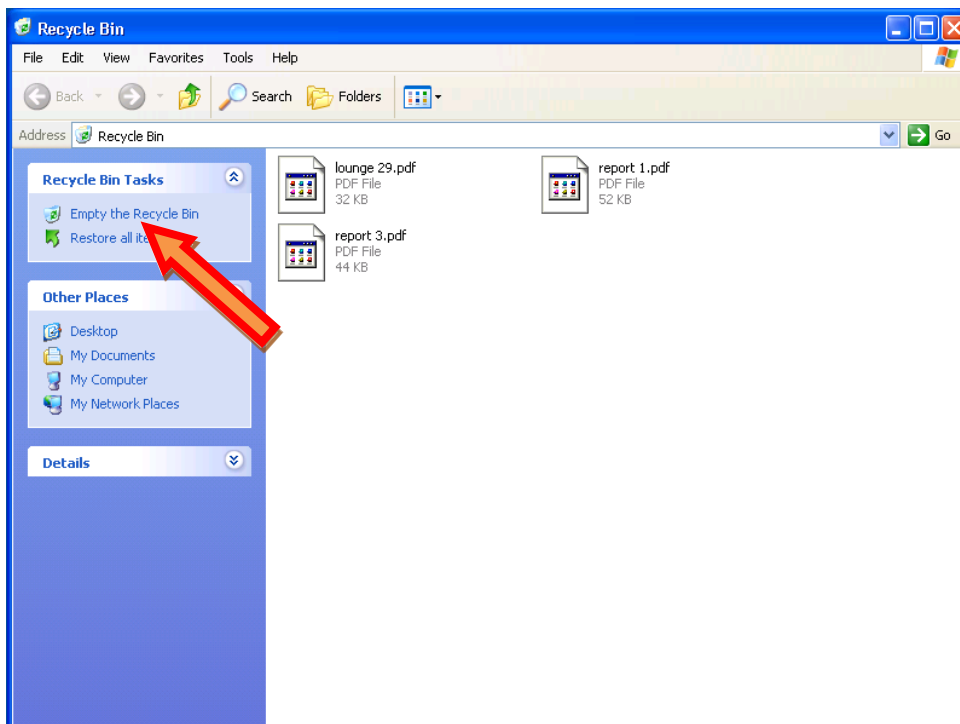 Recycle Bin
File Edit View Favorites Tools Help
Back Search Folders
Address Recycle Bin Go
Recycle Bin Tasks
Empty the Recycle Bin
Restore all
Other Places
Desktop
My Documents
My Computer
My Network Places
Details
lounge 29.pdf
PDF File
32 KB
report 1.pdf
PDF File
52 KB
report 3.pdf
PDF File
44 KB